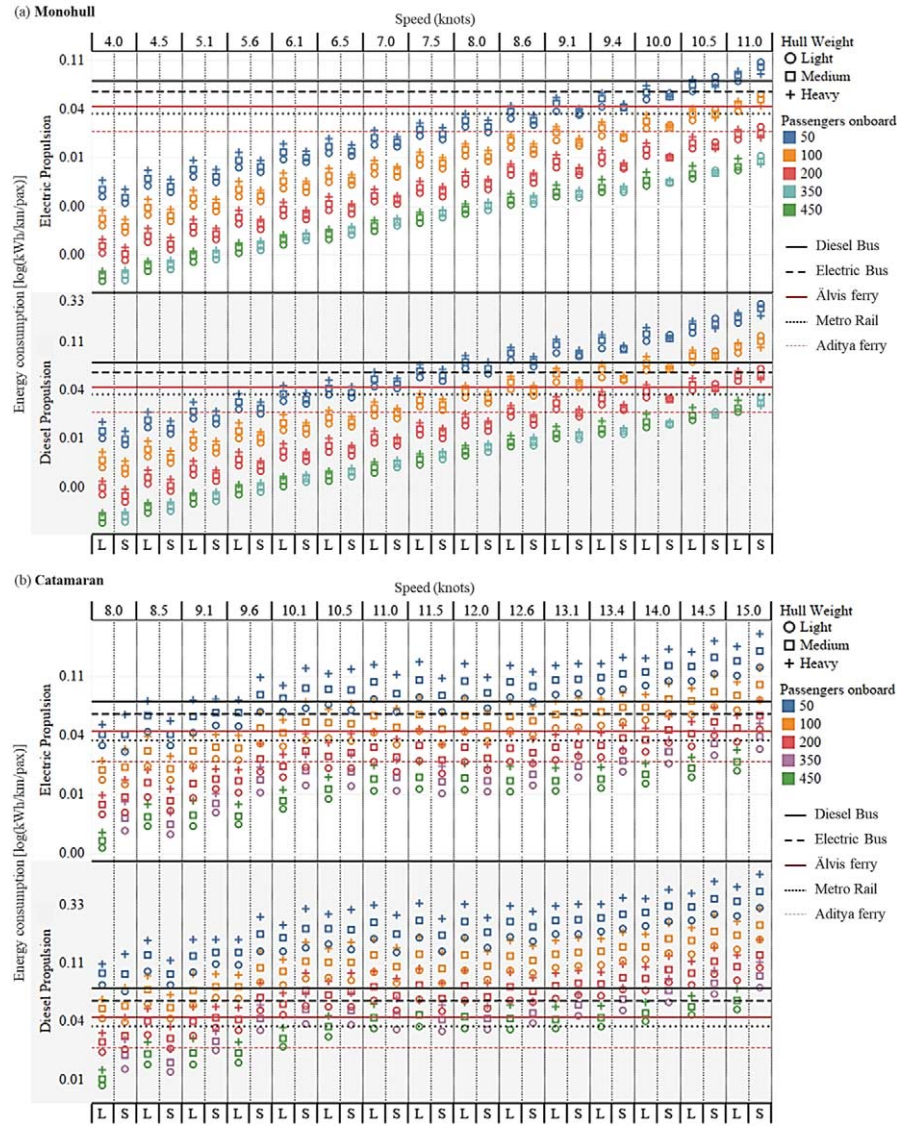 (a) Monohull
Speed (knots)
4.0 4.5 5.1 5.6 6.1 6.5 7.0 7.5 8.0 8.6 9.1 9.4 10.0 10.5 11.0
Hull Weight
Light
Medium
Heavy
Passengers onboard
50
100
200
350
450
Diesel Bus
Electric Bus
Älvis ferry
Metro Rail
Aditya ferry
Energy consumption [log(kWh/km/pax)]
Electric Propulsion
0.11
0.04
0.01
0.00
0.00
Diesel Propulsion
0.33
0.11
0.04
0.01
0.00
L S L S L S L S L S L S L S L S L S L S L S L S L S L S L S
(b) Catamaran
Speed (knots)
8.0 8.5 9.1 9.6 10.1 10.5 11.0 11.5 12.0 12.6 13.1 13.4 14.0 14.5 15.0
Hull Weight
Light
Medium
Heavy
Passengers onboard
50
100
200
350
450
Diesel Bus
Electric Bus
Älvis ferry
Metro Rail
Aditya ferry
Energy consumption [log(kWh/km/pax)]
Electric Propulsion
0.11
0.04
0.01
0.00
Diesel Propulsion
0.33
0.11
0.04
0.01
L S L S L S L S L S L S L S L S L S L S L S L S L S L S L S